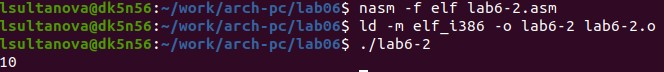 lsultanova@dk5n56:~/work/arch-pc/lab06$ nasm -f elf lab6-2.asm
lsultanova@dk5n56:~/work/arch-pc/lab06$ ld -m elf_i386 -o lab6-2 lab6-2.o
lsultanova@dk5n56:~/work/arch-pc/lab06$ ./lab6-2
10